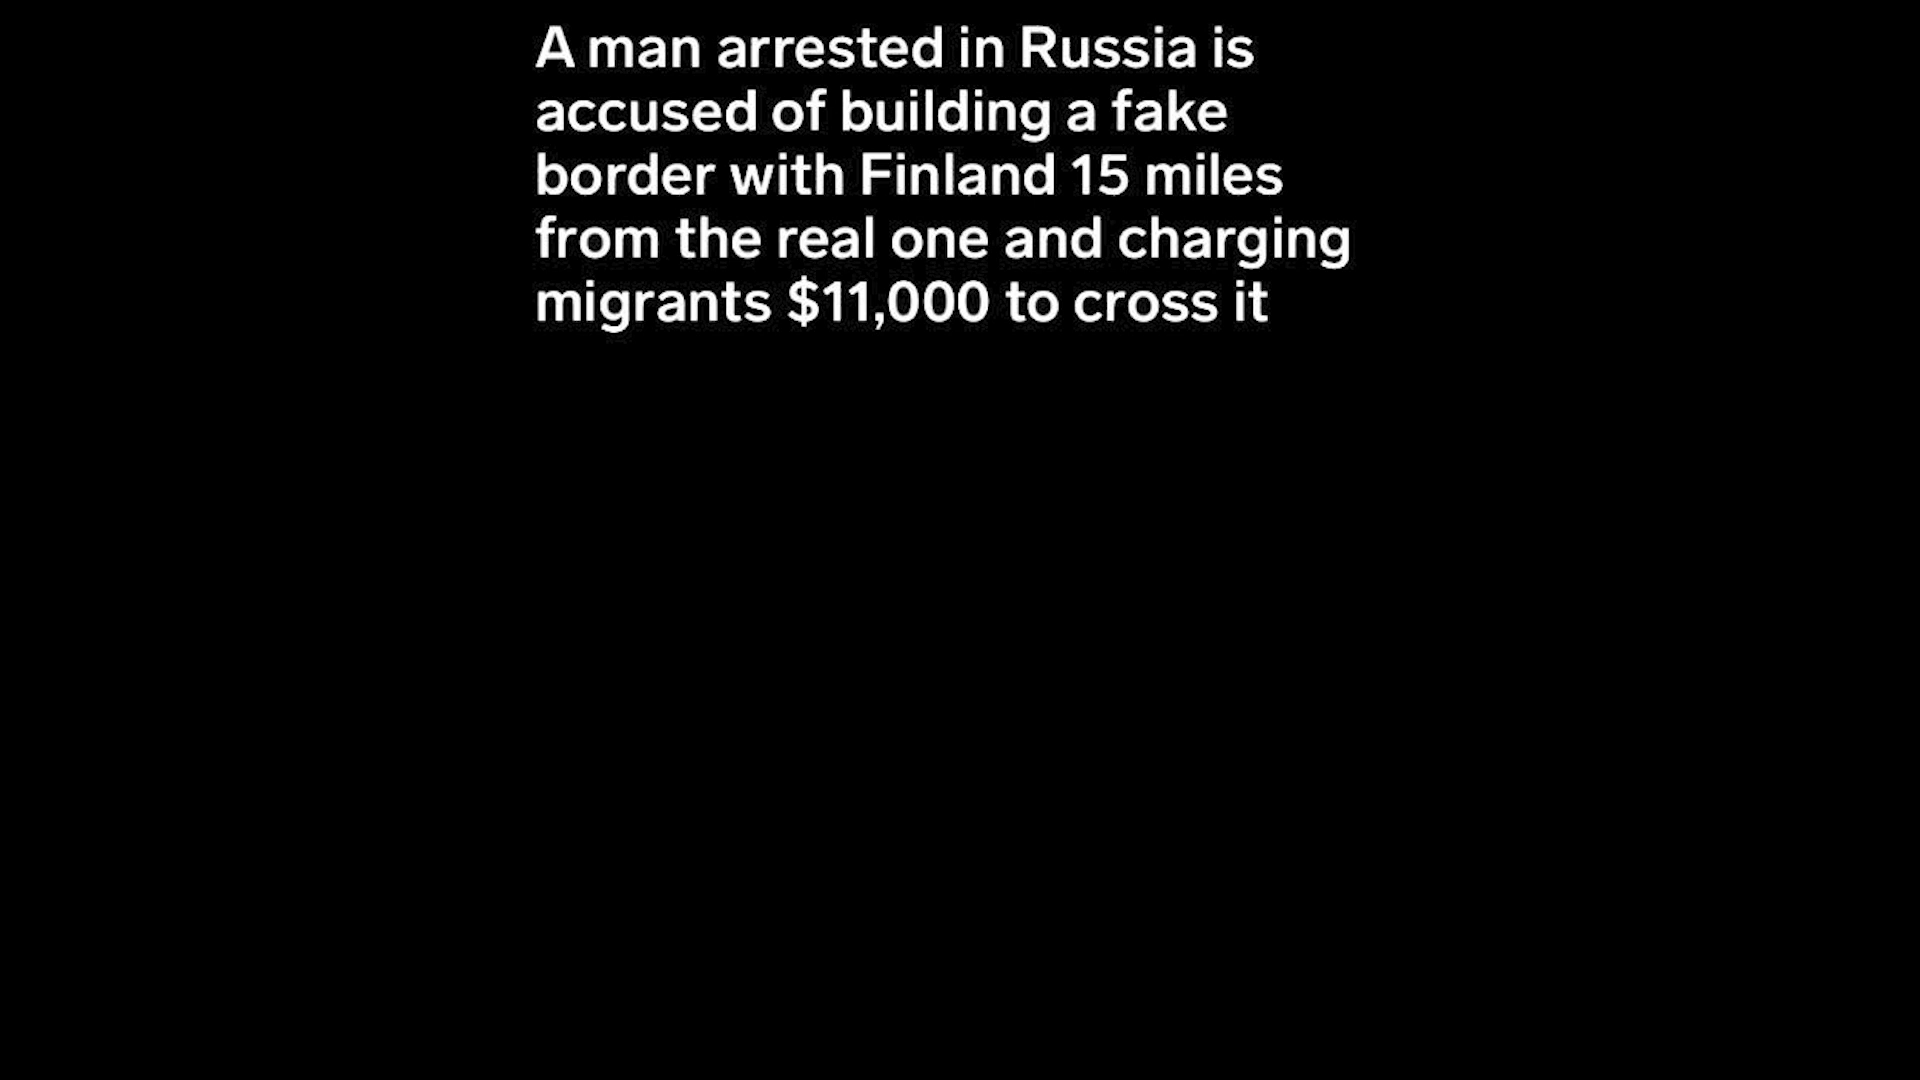 A man arrested in Russia is
accused of building a fake
border with Finland 15 miles
from the real one and charging
migrants $11,000 to cross it